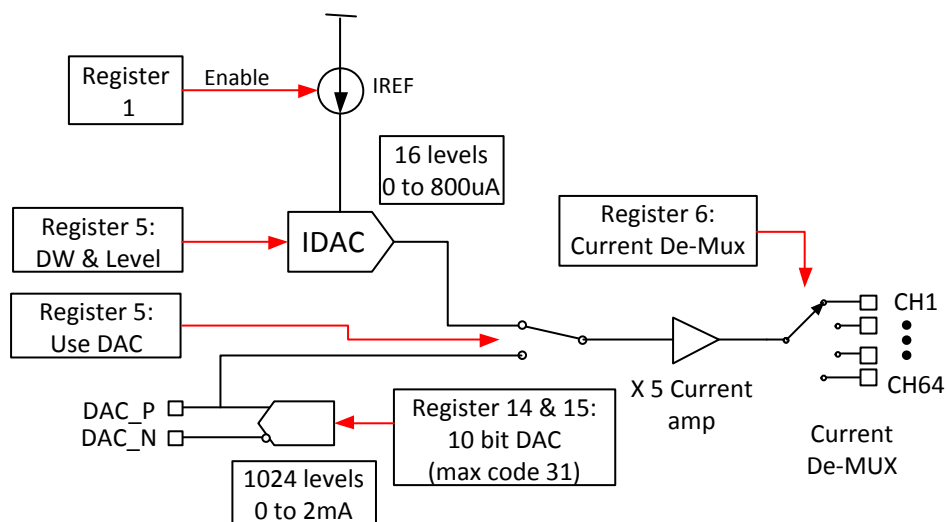 Register
1
Enable
IREF
16 levels
0 to 800uA
Register 5:
DW & Level
IDAC
Register 6:
Current De-Mux
Register 5:
Use DAC
CH1
CH64
X 5 Current
amp
Current
De-MUX
DAC_P
DAC_N
Register 14 & 15:
10 bit DAC
(max code 31)
1024 levels
0 to 2mA